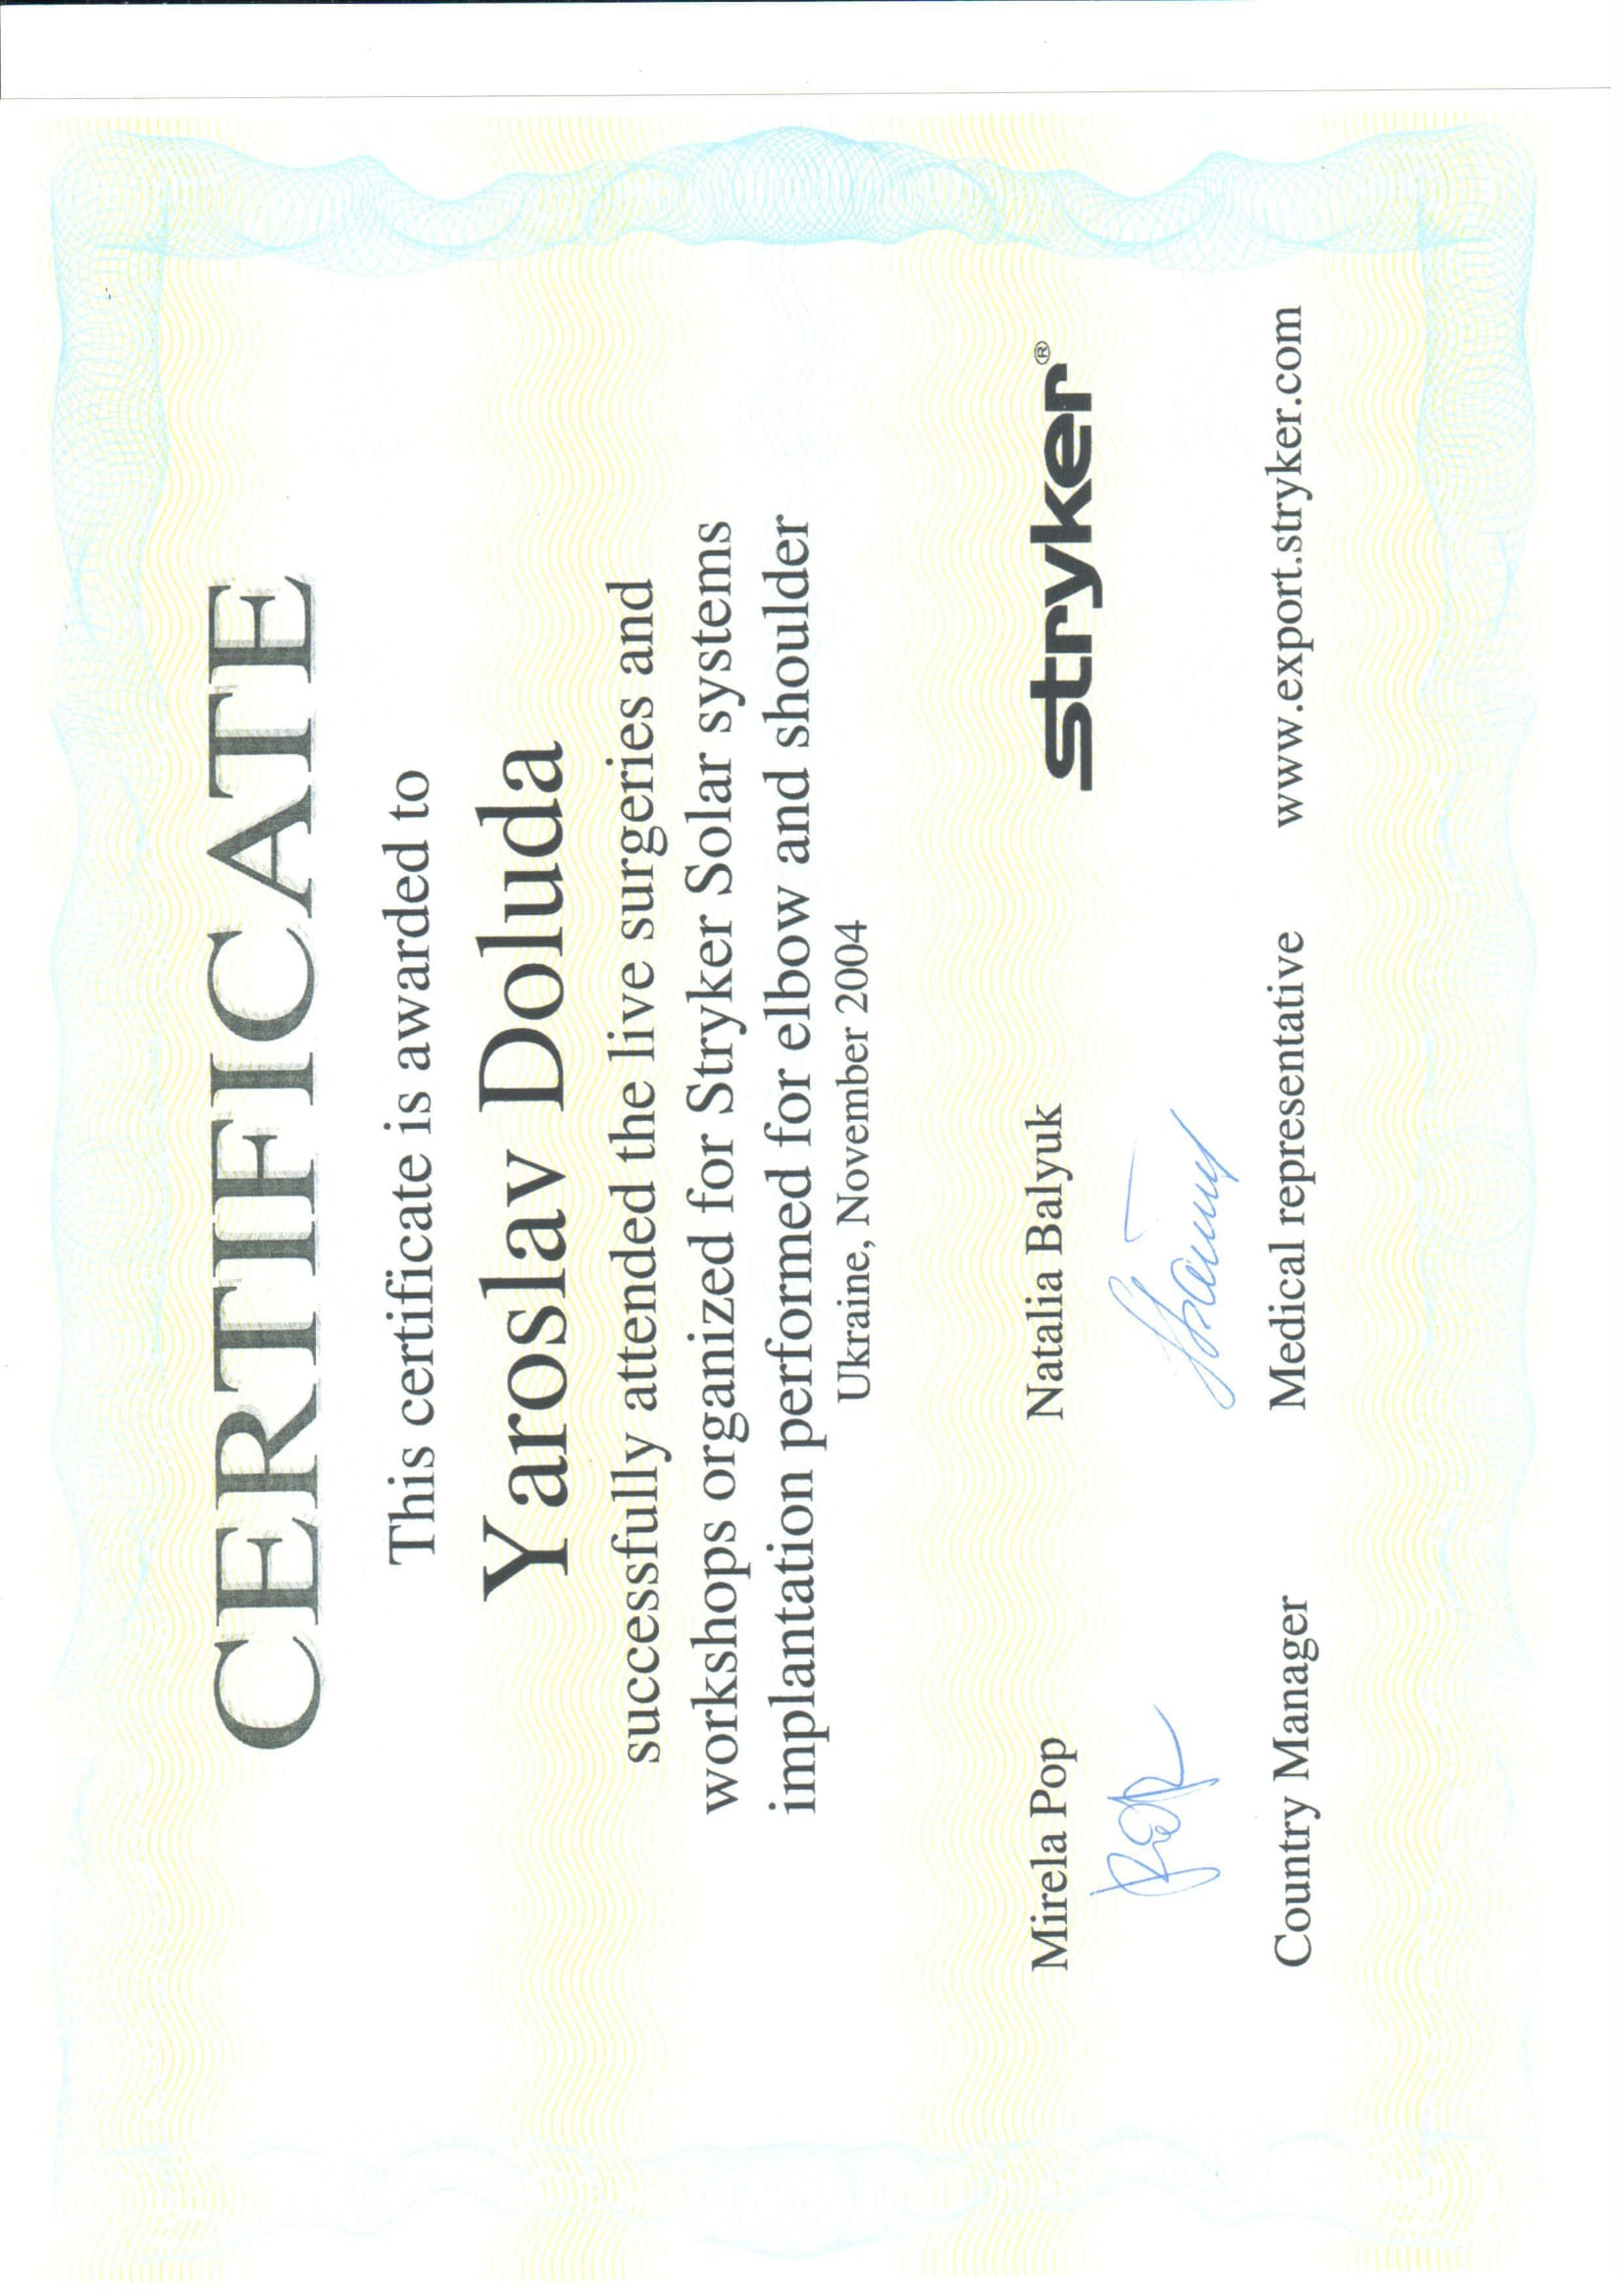 CERTIFICATE
This certificate is awarded to
Yaroslav Doluda
successfully attended the live surgeries and
workshops organized for Stryker Solar systems
implantation performed for elbow and shoulder
Ukraine, November 2004
Mirela Pop
Natalia Balyuk
stryker®
Country Manager
Medical representative
www.export.stryker.com